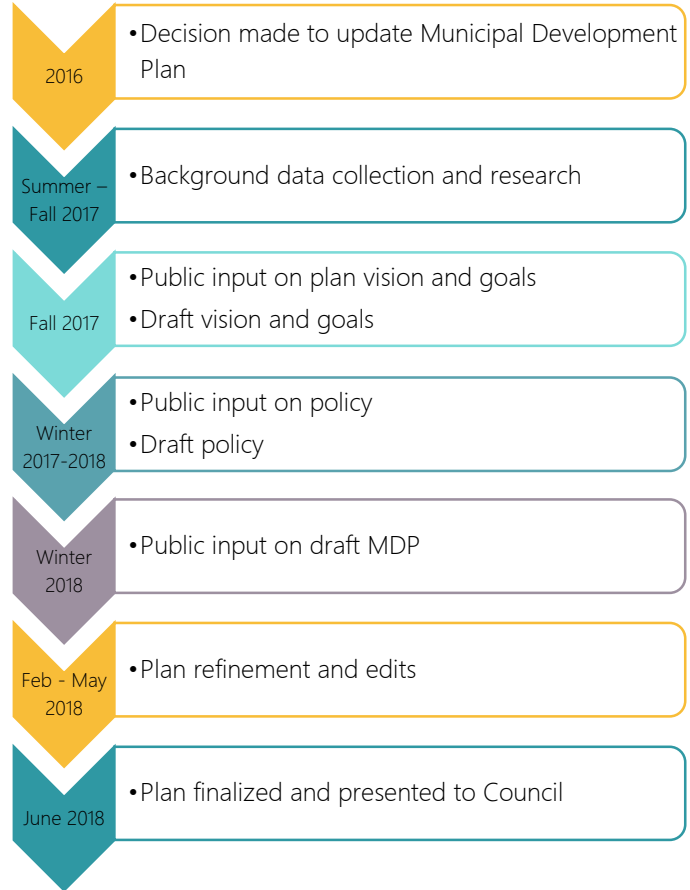 2016
•Decision made to update Municipal Development
Plan
Summer –
Fall 2017
•Background data collection and research
Fall 2017
•Public input on plan vision and goals
•Draft vision and goals
Winter
2017-2018
•Public input on policy
•Draft policy
Winter
2018
•Public input on draft MDP
Feb - May
2018
•Plan refinement and edits
June 2018
•Plan finalized and presented to Council